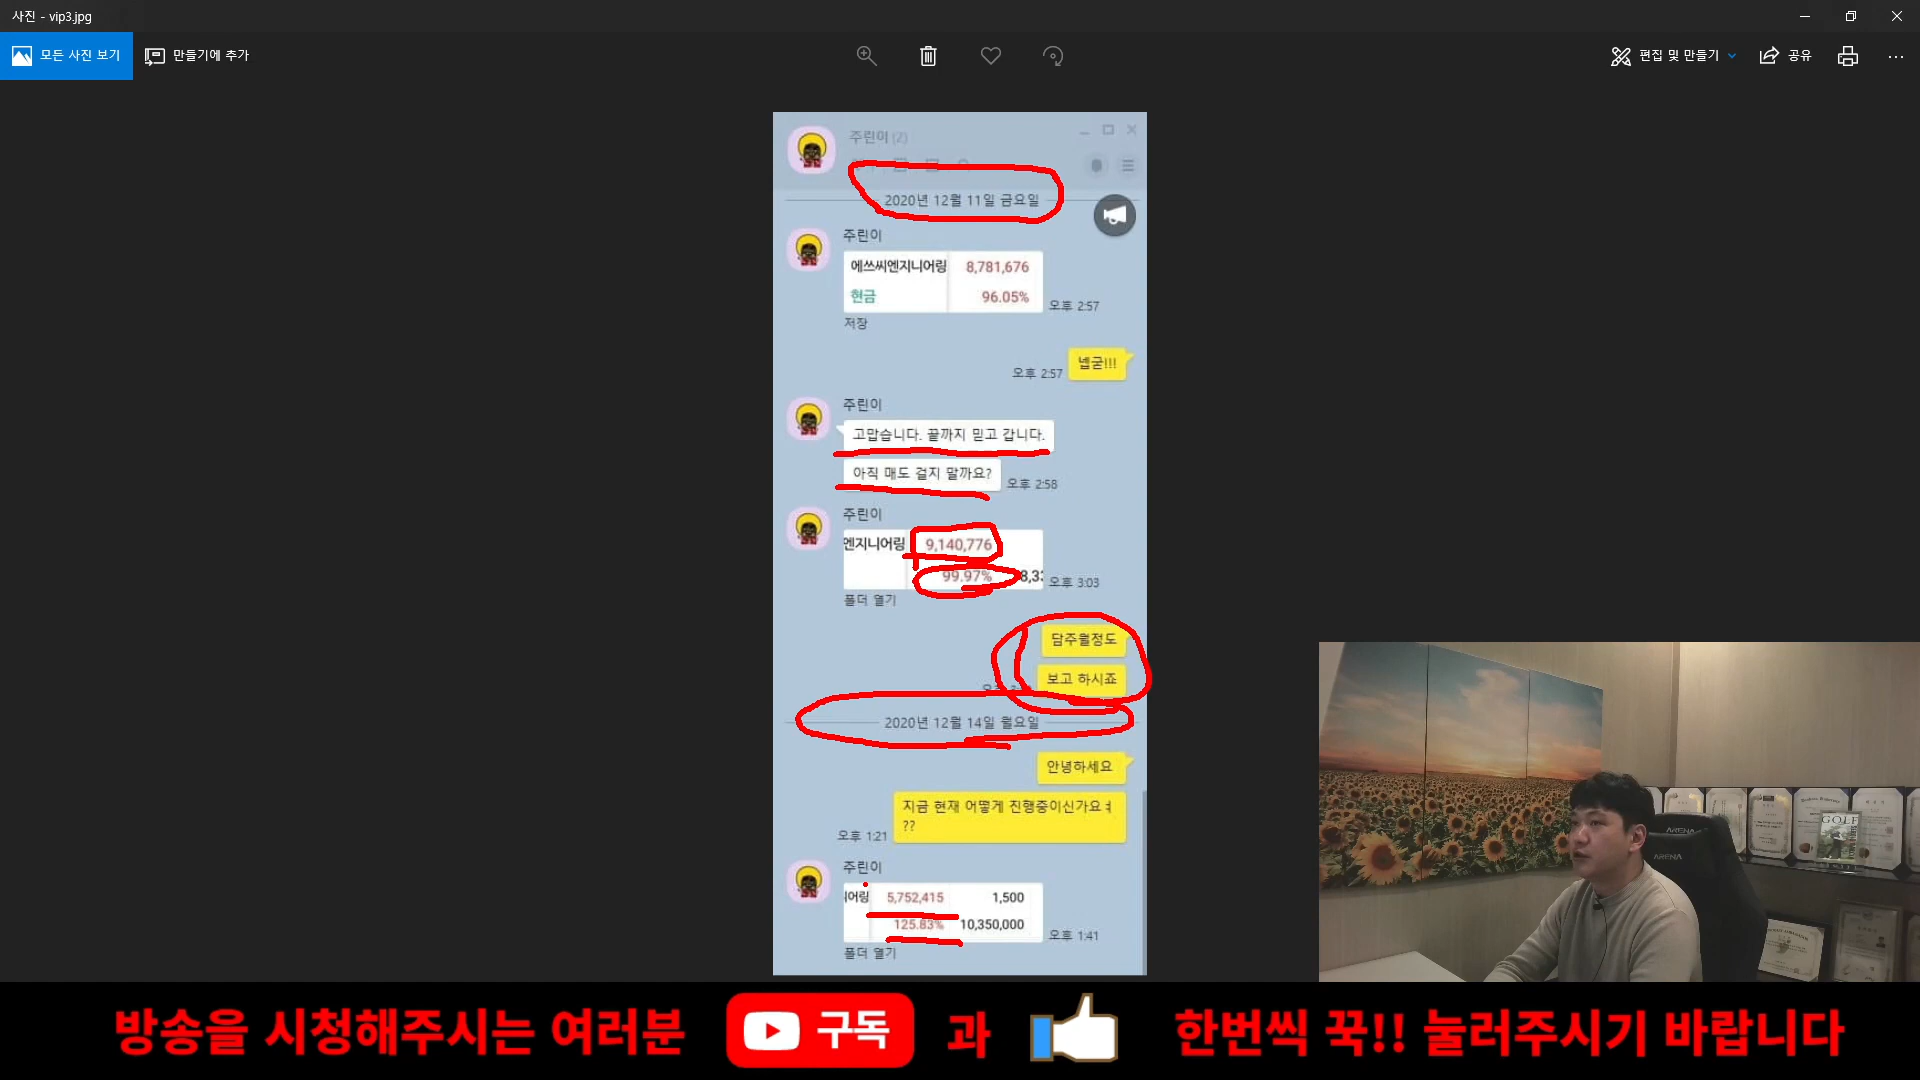 사진 - vip3.jpg
모든 사진 보기
만들기에 추가
편집 및 만들기
공유
주린이 (2)
2020년 12월 11일 금요일
주린이
에쓰씨엔지니어링 8,781,676
현금 96.05%
오후 2:57
저장
넵굳!!!
오후 2:57
주린이
고맙습니다. 끝까지 믿고 갑니다.
아직 매도 걸지 말까요?
오후 2:58
주린이
엔지니어링 9,140,776
99.97% 8,33
오후 3:03
폴더 열기
담주월정도
보고 하시죠
2020년 12월 14일 월요일
안녕하세요
지금 현재 어떻게 진행중이신가요ㅕ
??
오후 1:21
주린이
니어링 5,752,415 1,500
125.83% 10,350,000
오후 1:41
폴더 열기
GOLF
ARENA
ARENA
방송을 시청해주시는 여러분 구독 과 한번씩 꾹!! 눌러주시기 바랍니다